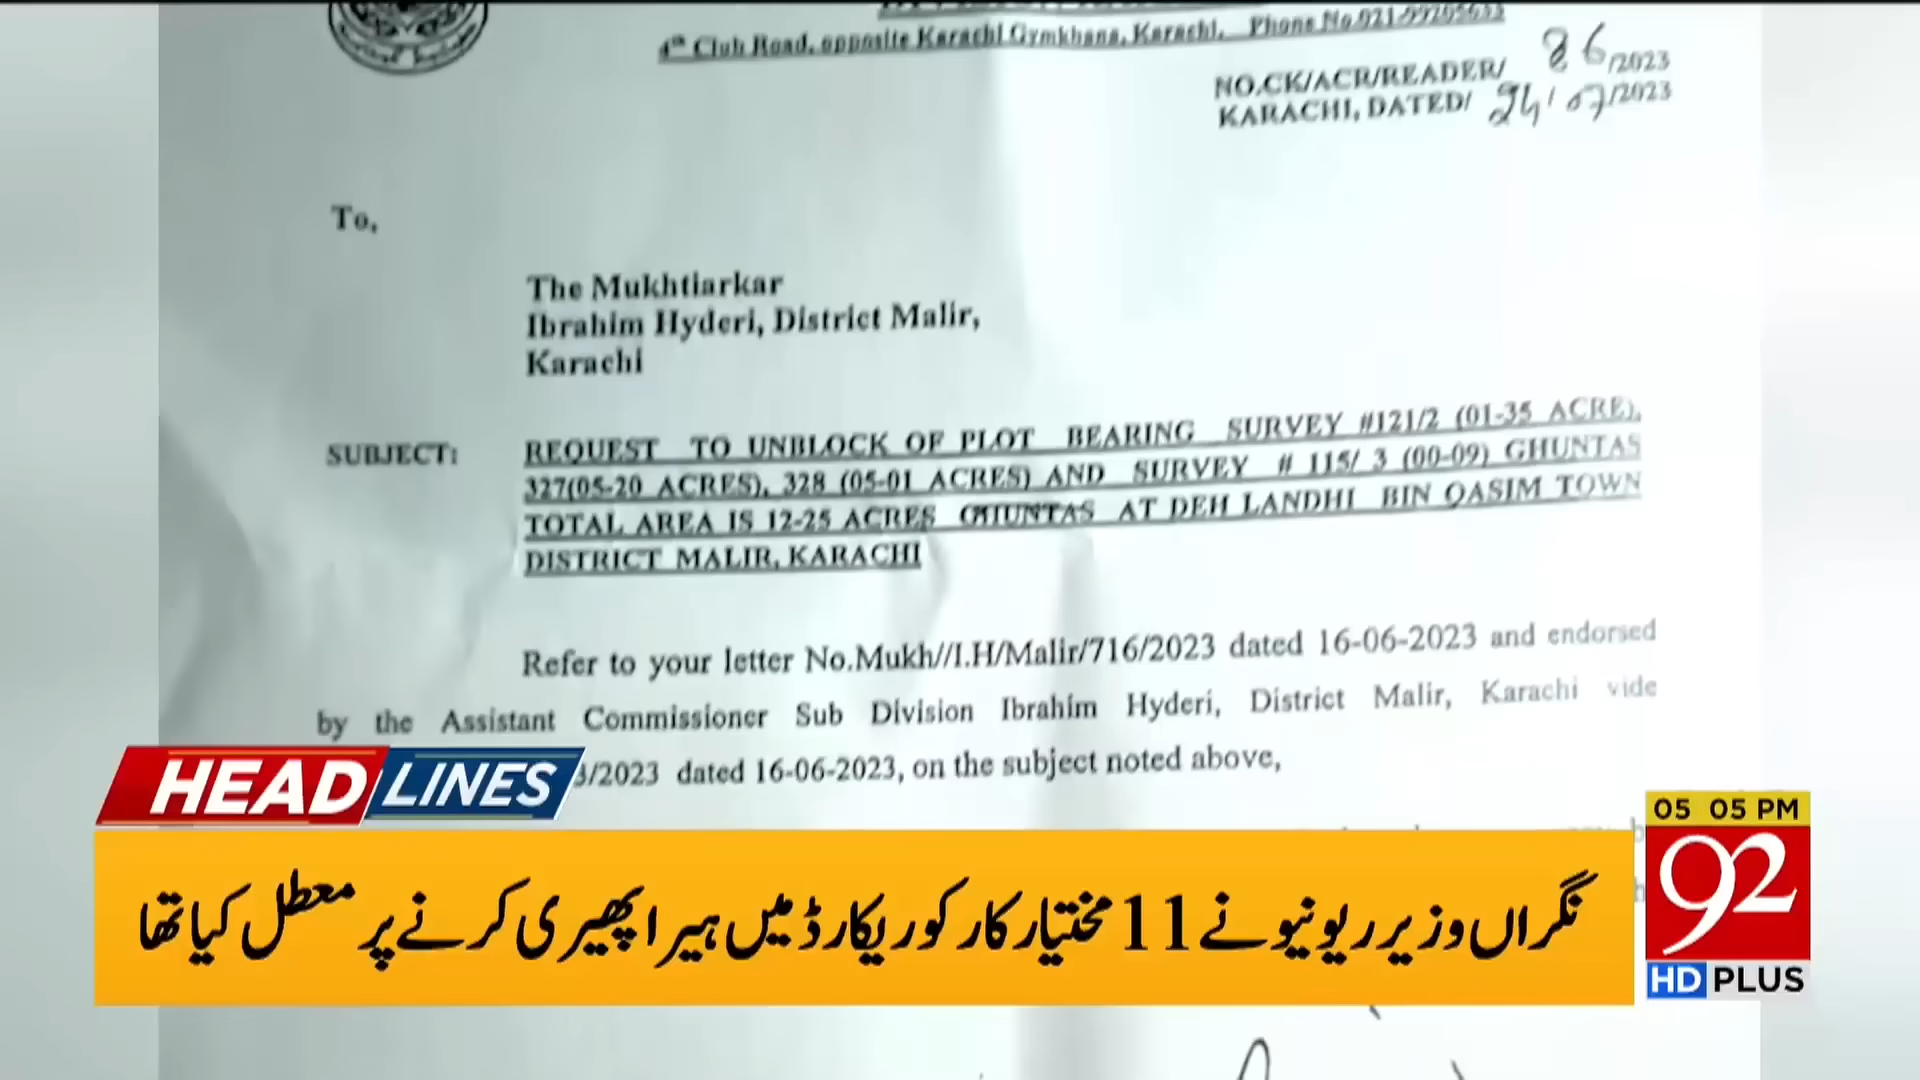 4th Club Road, opposite Karachi Gymkhana, Karachi. Phone No.021-99205633
NO.CK/ACR/READER/ 86/2023
KARACHI, DATED/ 24/07/2023
To,
The Mukhtiarkar
Ibrahim Hyderi, District Malir,
Karachi
SUBJECT: REQUEST TO UNBLOCK OF PLOT BEARING SURVEY #121/2 (01-35 ACRE),
327(05-20 ACRES), 328 (05-01 ACRES) AND SURVEY # 115/ 3 (00-09) GHUNTAS
TOTAL AREA IS 12-25 ACRES GHUNTAS AT DEH LANDHI BIN QASIM TOWN
DISTRICT MALIR, KARACHI
Refer to your letter No.Mukh//I.H/Malir/716/2023 dated 16-06-2023 and endorsed
by the Assistant Commissioner Sub Division Ibrahim Hyderi, District Malir, Karachi vide
3/2023 dated 16-06-2023, on the subject noted above,
HEADLINES
05 05 PM
نگراں وزیر ریونیو نے 11 مختیار کار کو ریکارڈ میں ہیرا پھیری کرنے پر معطل کیا تھا
92
HD PLUS